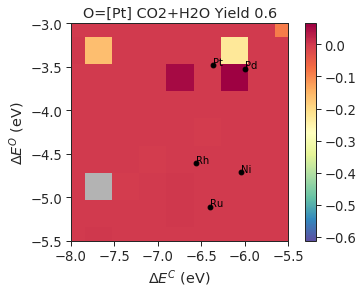 O=[Pt] CO2+H2O Yield 0.6
−3.0
−3.5
−4.0
−4.5
−5.0
−5.5
ΔE^O (eV)
Pt
Pd
Rh
Ni
Ru
−8.0 −7.5 −7.0 −6.5 −6.0 −5.5
ΔE^C (eV)
0.0
−0.1
−0.2
−0.3
−0.4
−0.5
−0.6